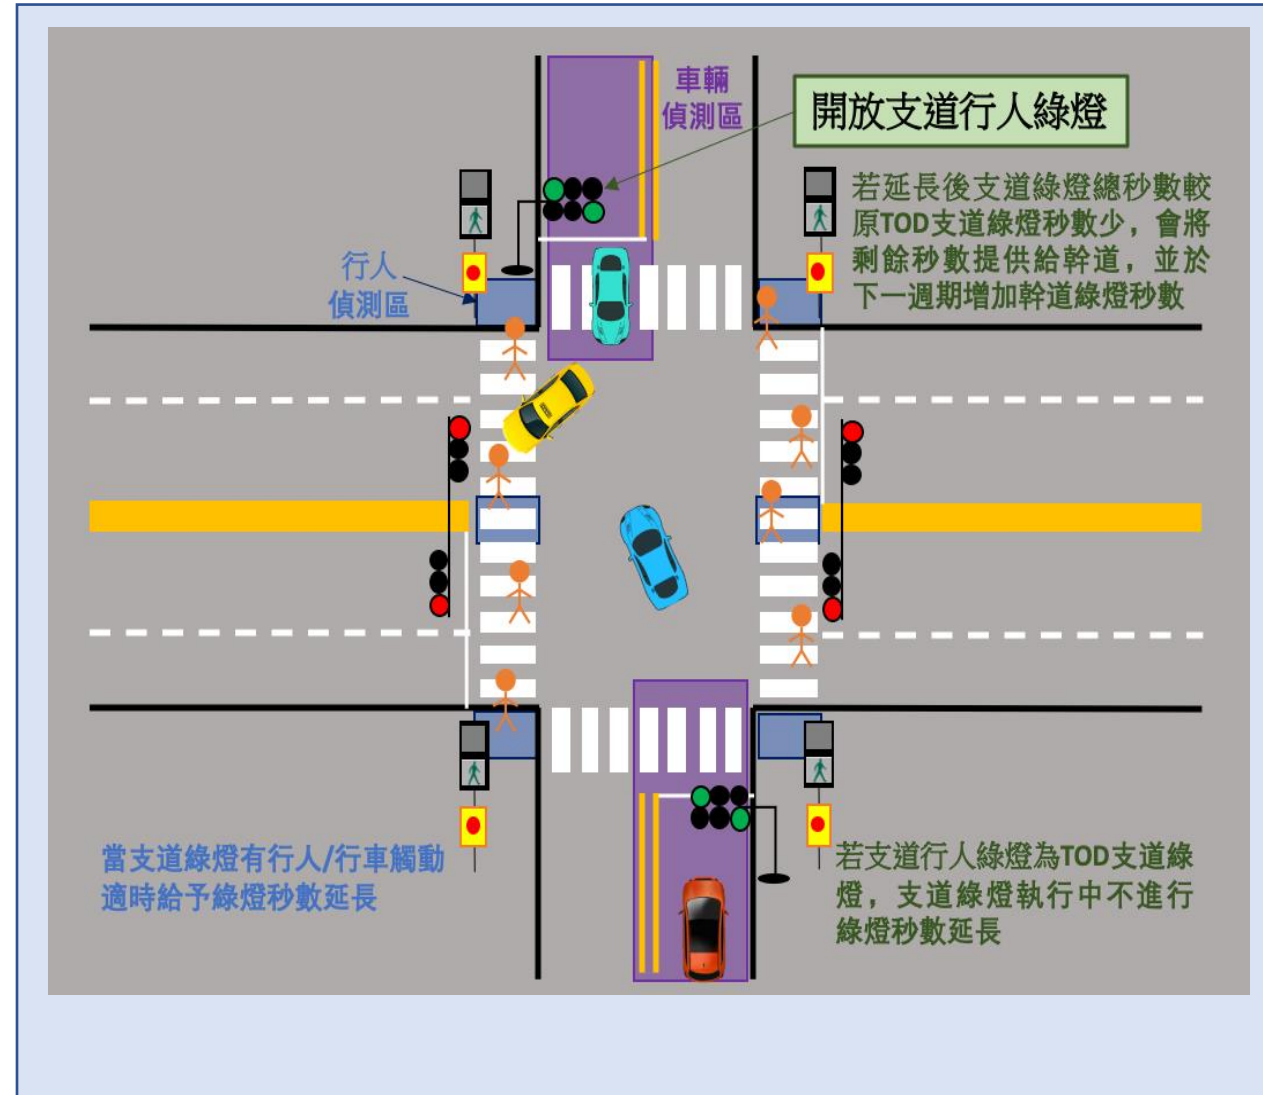 車輛
偵測區
開放支道行人綠燈
若延長後支道綠燈總秒數較
原TOD支道綠燈秒數少，會將
剩餘秒數提供給幹道，並於
下一週期增加幹道綠燈秒數
行人
偵測區
當支道綠燈有行人/行車觸動
適時給予綠燈秒數延長
若支道行人綠燈為TOD支道綠
燈，支道綠燈執行中不進行
綠燈秒數延長